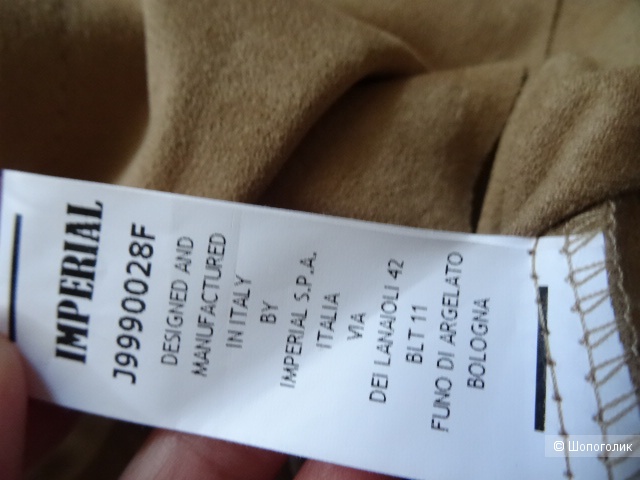 IMPERIAL
J9990028F
DESIGNED AND
MANUFACTURED
IN ITALY
BY
IMPERIAL S.P.A.
ITALIA
VIA
DEI LANAIOLI 42
BLT 11
FUNO DI ARGELATO
BOLOGNA
© Шопоголик